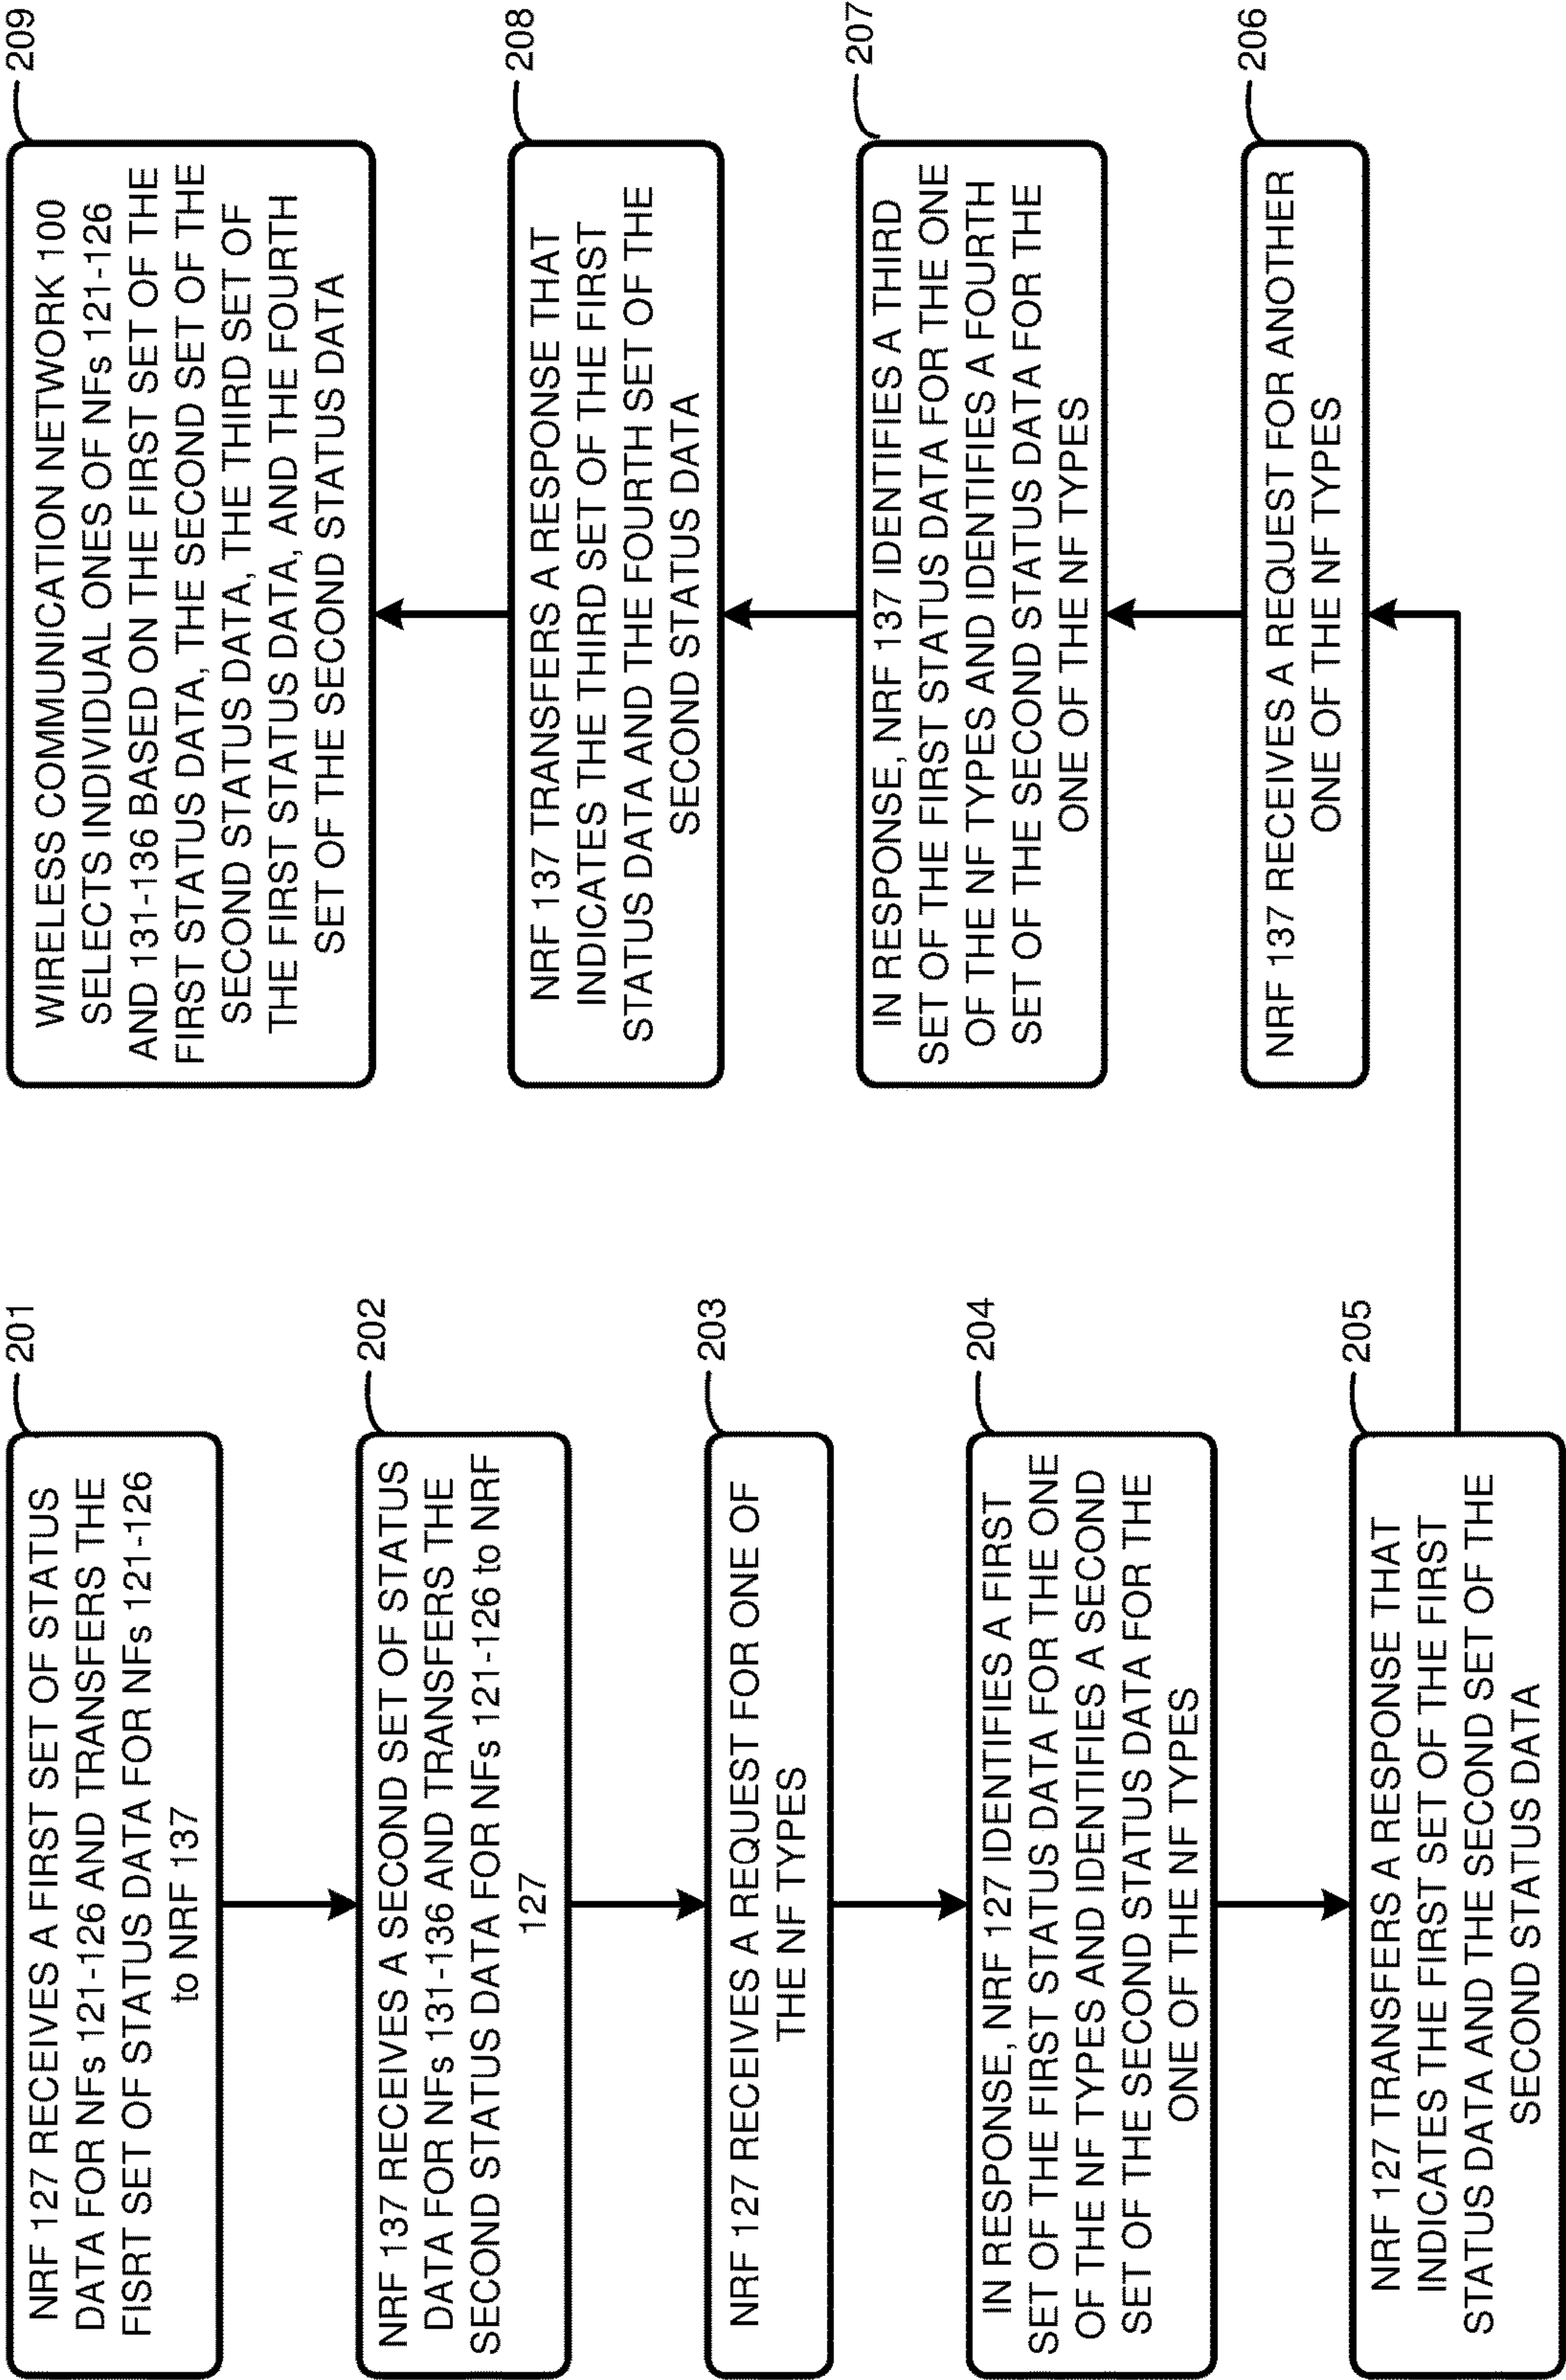 201
NRF 127 RECEIVES A FIRST SET OF STATUS
DATA FOR NFs 121-126 AND TRANSFERS THE
FISRT SET OF STATUS DATA FOR NFs 121-126
to NRF 137
202
NRF 137 RECEIVES A SECOND SET OF STATUS
DATA FOR NFs 131-136 AND TRANSFERS THE
SECOND STATUS DATA FOR NFs 121-126 to NRF
127
203
NRF 127 RECEIVES A REQUEST FOR ONE OF
THE NF TYPES
204
IN RESPONSE, NRF 127 IDENTIFIES A FIRST
SET OF THE FIRST STATUS DATA FOR THE ONE
OF THE NF TYPES AND IDENTIFIES A SECOND
SET OF THE SECOND STATUS DATA FOR THE
ONE OF THE NF TYPES
205
NRF 127 TRANSFERS A RESPONSE THAT
INDICATES THE FIRST SET OF THE FIRST
STATUS DATA AND THE SECOND SET OF THE
SECOND STATUS DATA
206
NRF 137 RECEIVES A REQUEST FOR ANOTHER
ONE OF THE NF TYPES
207
IN RESPONSE, NRF 137 IDENTIFIES A THIRD
SET OF THE FIRST STATUS DATA FOR THE ONE
OF THE NF TYPES AND IDENTIFIES A FOURTH
SET OF THE SECOND STATUS DATA FOR THE
ONE OF THE NF TYPES
208
NRF 137 TRANSFERS A RESPONSE THAT
INDICATES THE THIRD SET OF THE FIRST
STATUS DATA AND THE FOURTH SET OF THE
SECOND STATUS DATA
209
WIRELESS COMMUNICATION NETWORK 100
SELECTS INDIVIDUAL ONES OF NFs 121-126
AND 131-136 BASED ON THE FIRST SET OF THE
FIRST STATUS DATA, THE SECOND SET OF THE
SECOND STATUS DATA, THE THIRD SET OF
THE FIRST STATUS DATA, AND THE FOURTH
SET OF THE SECOND STATUS DATA